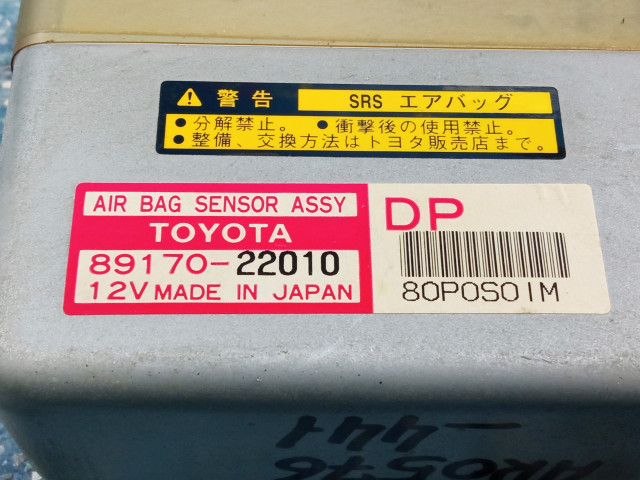 警告 SRS エアバッグ
●分解禁止。 ●衝撃後の使用禁止。
●整備、交換方法はトヨタ販売店まで。
AIR BAG SENSOR ASSY
TOYOTA
89170-22010
12V MADE IN JAPAN
DP
80P0S01M
-441
AR0576